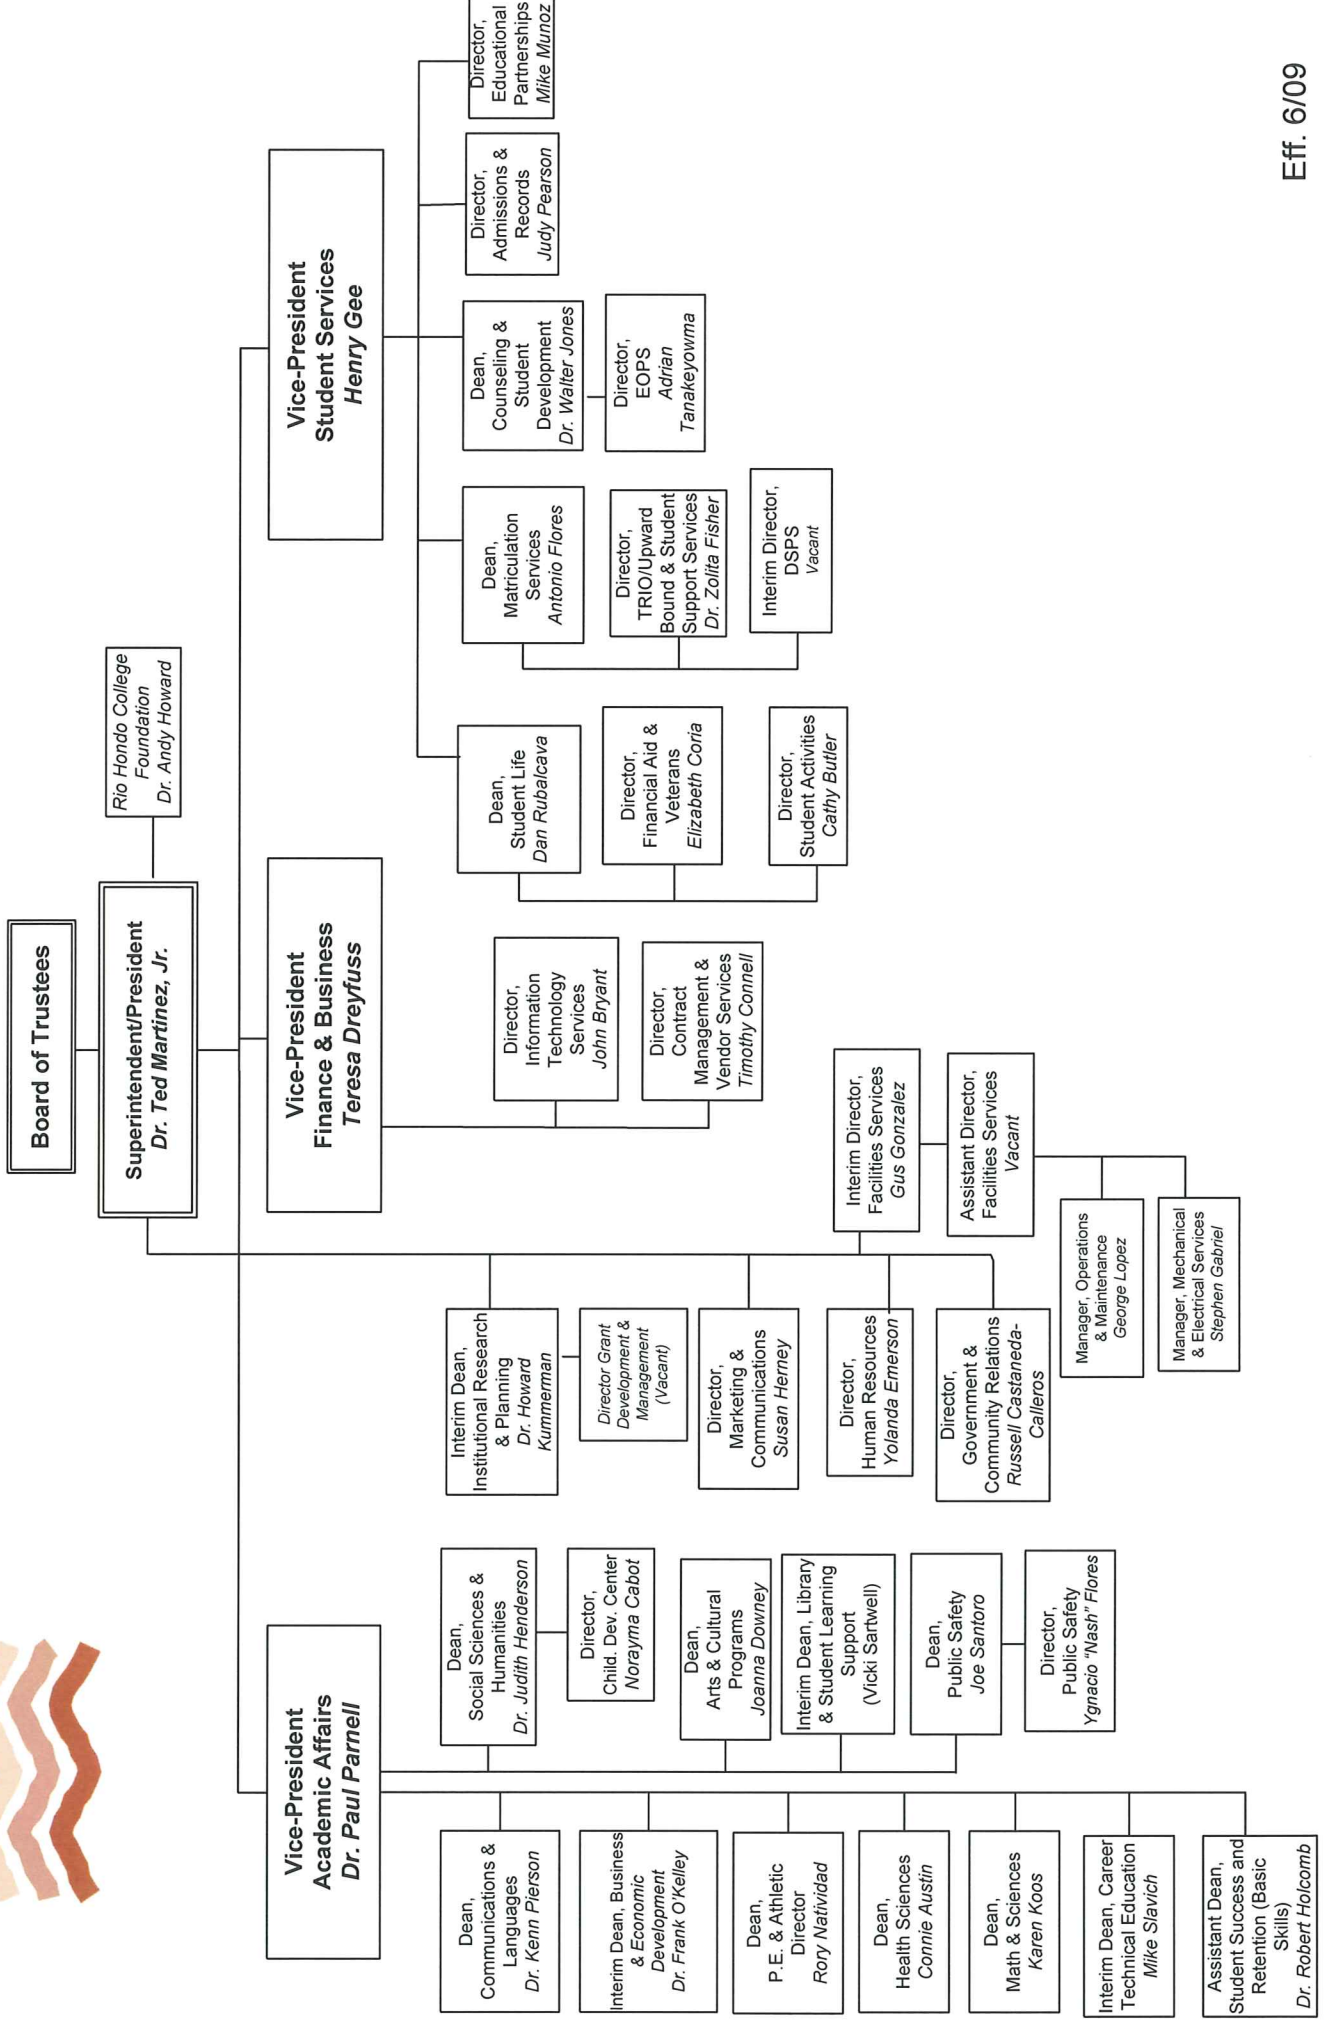 Board of Trustees
Superintendent/President
Dr. Ted Martinez, Jr.
Rio Hondo College
Foundation
Dr. Andy Howard
Vice-President
Academic Affairs
Dr. Paul Parnell
Vice-President
Finance & Business
Teresa Dreyfuss
Vice-President
Student Services
Henry Gee
Dean,
Communications &
Languages
Dr. Kenn Pierson
Interim Dean, Business
& Economic
Development
Dr. Frank O'Kelley
Dean,
P.E. & Athletic
Director
Rory Natividad
Dean,
Health Sciences
Connie Austin
Dean,
Math & Sciences
Karen Koos
Interim Dean, Career
Technical Education
Mike Slavich
Assistant Dean,
Student Success and
Retention (Basic
Skills)
Dr. Robert Holcomb
Dean,
Social Sciences &
Humanities
Dr. Judith Henderson
Director,
Child. Dev. Center
Norayma Cabot
Dean,
Arts & Cultural
Programs
Joanna Downey
Interim Dean, Library
& Student Learning
Support
(Vicki Sartwell)
Dean,
Public Safety
Joe Santoro
Director,
Public Safety
Ygnacio "Nash" Flores
Interim Dean,
Institutional Research
& Planning
Dr. Howard
Kummerman
Director Grant
Development &
Management
(Vacant)
Director,
Marketing &
Communications
Susan Herney
Director,
Human Resources
Yolanda Emerson
Director,
Government &
Community Relations
Russell Castaneda-
Calleros
Interim Director,
Facilities Services
Gus Gonzalez
Assistant Director,
Facilities Services
Vacant
Manager, Operations
& Maintenance
George Lopez
Manager, Mechanical
& Electrical Services
Stephen Gabriel
Director,
Information
Technology
Services
John Bryant
Director,
Contract
Management &
Vendor Services
Timothy Connell
Dean,
Student Life
Dan Rubalcava
Director,
Financial Aid &
Veterans
Elizabeth Coria
Director,
Student Activities
Cathy Butler
Dean,
Matriculation
Services
Antonio Flores
Director,
TRIO/Upward
Bound & Student
Support Services
Dr. Zolita Fisher
Interim Director,
DSPS
Vacant
Dean,
Counseling &
Student
Development
Dr. Walter Jones
Director,
EOPS
Adrian
Tanakeyowma
Director,
Admissions &
Records
Judy Pearson
Director,
Educational
Partnerships
Mike Munoz
Eff. 6/09